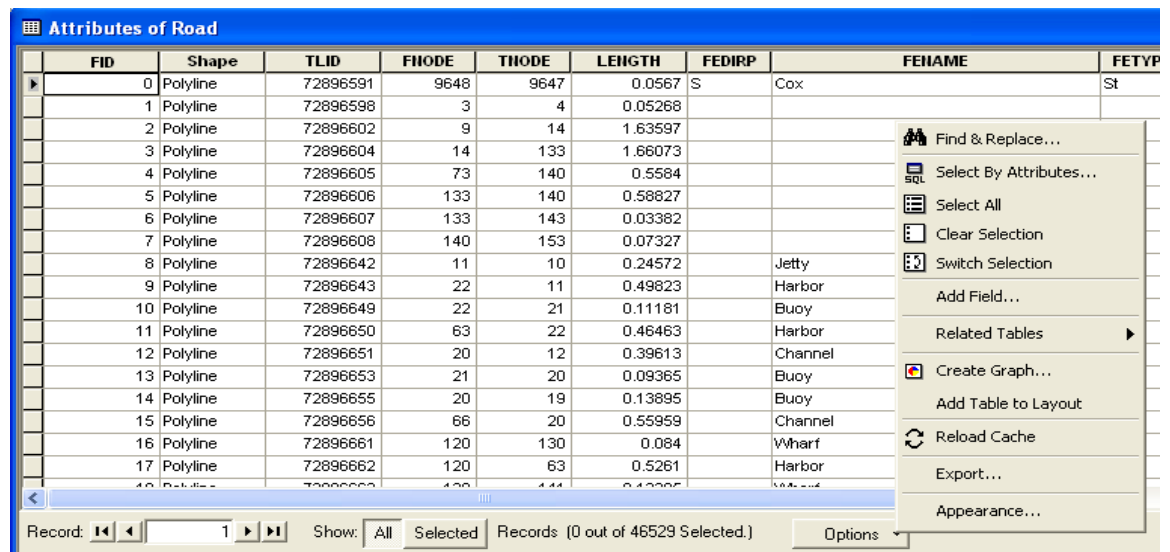 Attributes of Road
FID Shape TLID FNODE TNODE LENGTH FEDIRP FENAME FETYP
0 Polyline 72896591 9648 9647 0.0567 S Cox St
1 Polyline 72896598 3 4 0.05268
2 Polyline 72896602 9 14 1.63597
3 Polyline 72896604 14 133 1.66073
4 Polyline 72896605 73 140 0.5584
5 Polyline 72896606 133 140 0.58827
6 Polyline 72896607 133 143 0.03382
7 Polyline 72896608 140 153 0.07327
8 Polyline 72896642 11 10 0.24572 Jetty
9 Polyline 72896643 22 11 0.49823 Harbor
10 Polyline 72896649 22 21 0.11181 Buoy
11 Polyline 72896650 63 22 0.46463 Harbor
12 Polyline 72896651 20 12 0.39613 Channel
13 Polyline 72896653 21 20 0.09365 Buoy
14 Polyline 72896655 20 19 0.13895 Buoy
15 Polyline 72896656 66 20 0.55959 Channel
16 Polyline 72896661 120 130 0.084 Wharf
17 Polyline 72896662 120 63 0.5261 Harbor
Find & Replace...
SQL Select By Attributes...
Select All
Clear Selection
Switch Selection
Add Field...
Related Tables
Create Graph...
Add Table to Layout
Reload Cache
Export...
Appearance...
Record: 1 Show: All Selected Records (0 out of 46529 Selected.) Options